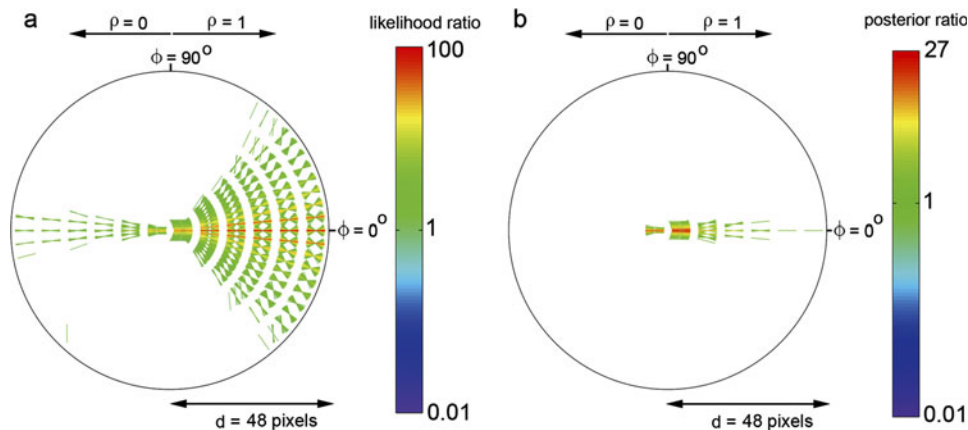 a
ρ = 0
ρ = 1
ϕ = 90°
likelihood ratio
100
1
0.01
ϕ = 0°
d = 48 pixels
b
ρ = 0
ρ = 1
ϕ = 90°
posterior ratio
27
1
0.01
ϕ = 0°
d = 48 pixels